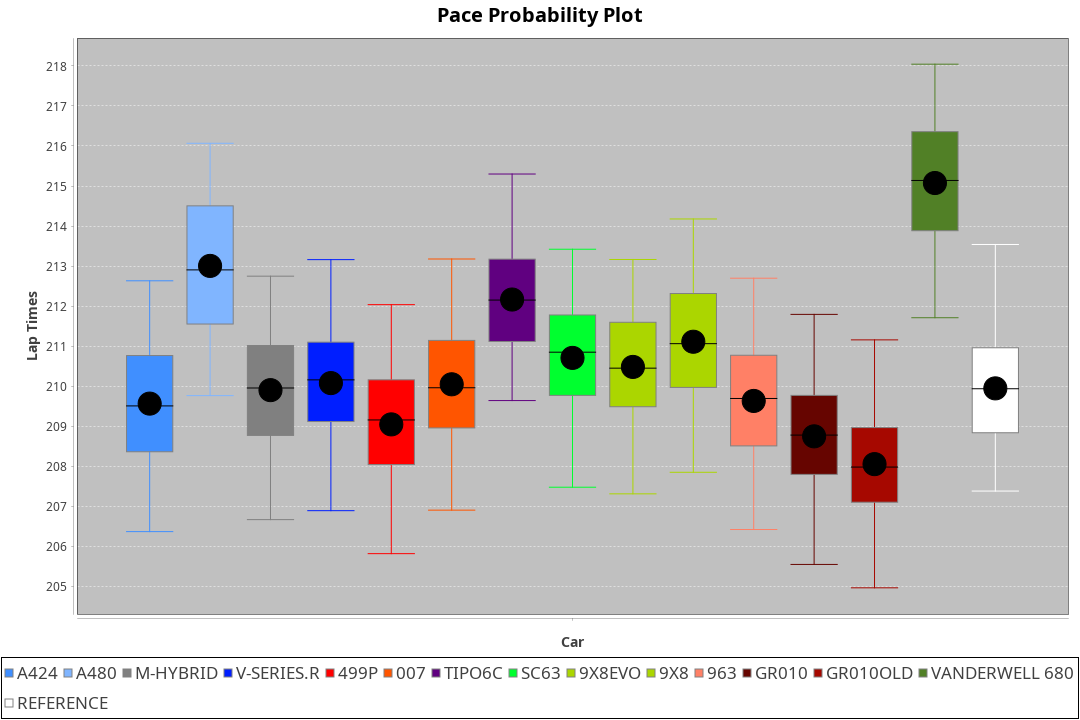 Pace Probability Plot
218
217
216
215
214
213
212
211
210
209
208
207
206
205
Lap Times
Car
A424 A480 M-HYBRID V-SERIES.R 499P 007 TIPO6C SC63 9X8EVO 9X8 963 GR010 GR010OLD VANDERWELL 680
REFERENCE